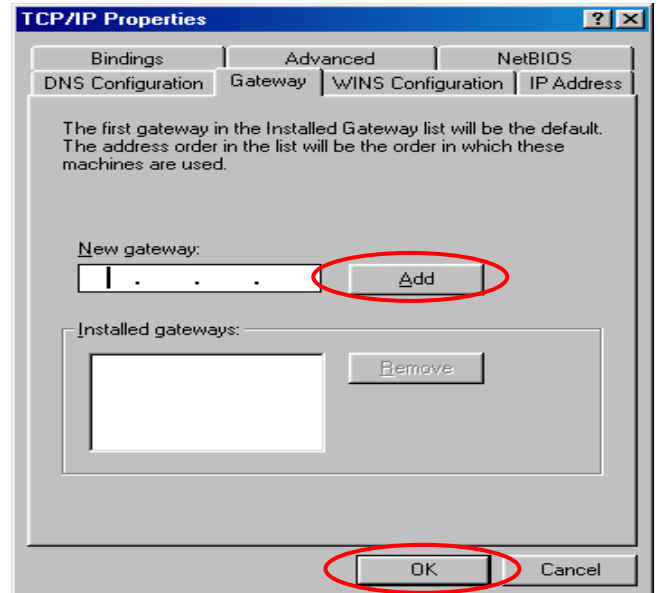 TCP/IP Properties
Bindings Advanced NetBIOS
DNS Configuration Gateway WINS Configuration IP Address
The first gateway in the Installed Gateway list will be the default.
The address order in the list will be the order in which these
machines are used.
New gateway:
. . . Add
Installed gateways:
Remove
OK Cancel